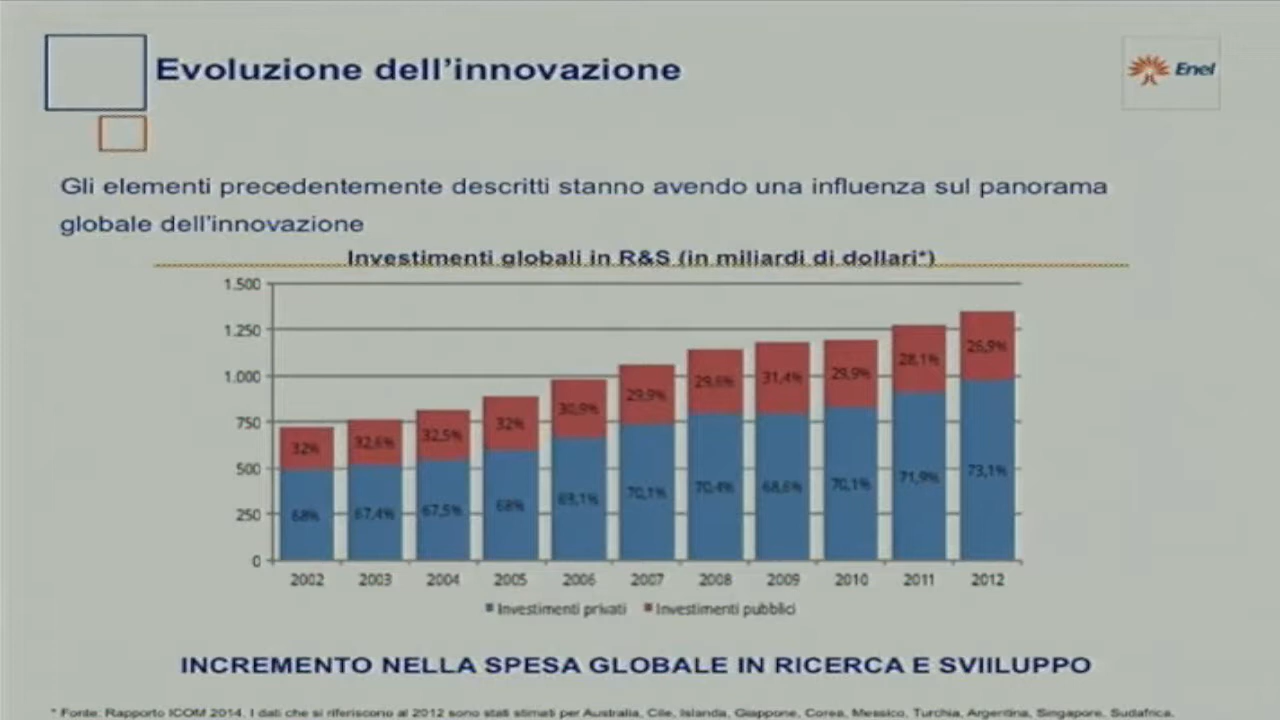 Evoluzione dell'innovazione
Enel
Gli elementi precedentemente descritti stanno avendo una influenza sul panorama
globale dell'innovazione
Investimenti globali in R&S (in miliardi di dollari*)
1.500
1.250
1.000
750
500
250
0
32% 32,6% 32,5% 32% 30,9% 29,9% 29,6% 31,4% 29,9% 28,1% 26,9%
68% 67,4% 67,5% 68% 69,1% 70,1% 70,4% 68,6% 70,1% 71,9% 73,1%
2002 2003 2004 2005 2006 2007 2008 2009 2010 2011 2012
Investimenti privati Investimenti pubblici
INCREMENTO NELLA SPESA GLOBALE IN RICERCA E SVIILUPPO
* Fonte: Rapporto ICOM 2014. I dati che si riferiscono al 2012 sono stati stimati per Australia, Cile, Islanda, Giappone, Corea, Messico, Turchia, Argentina, Singapore, Sudafrica.